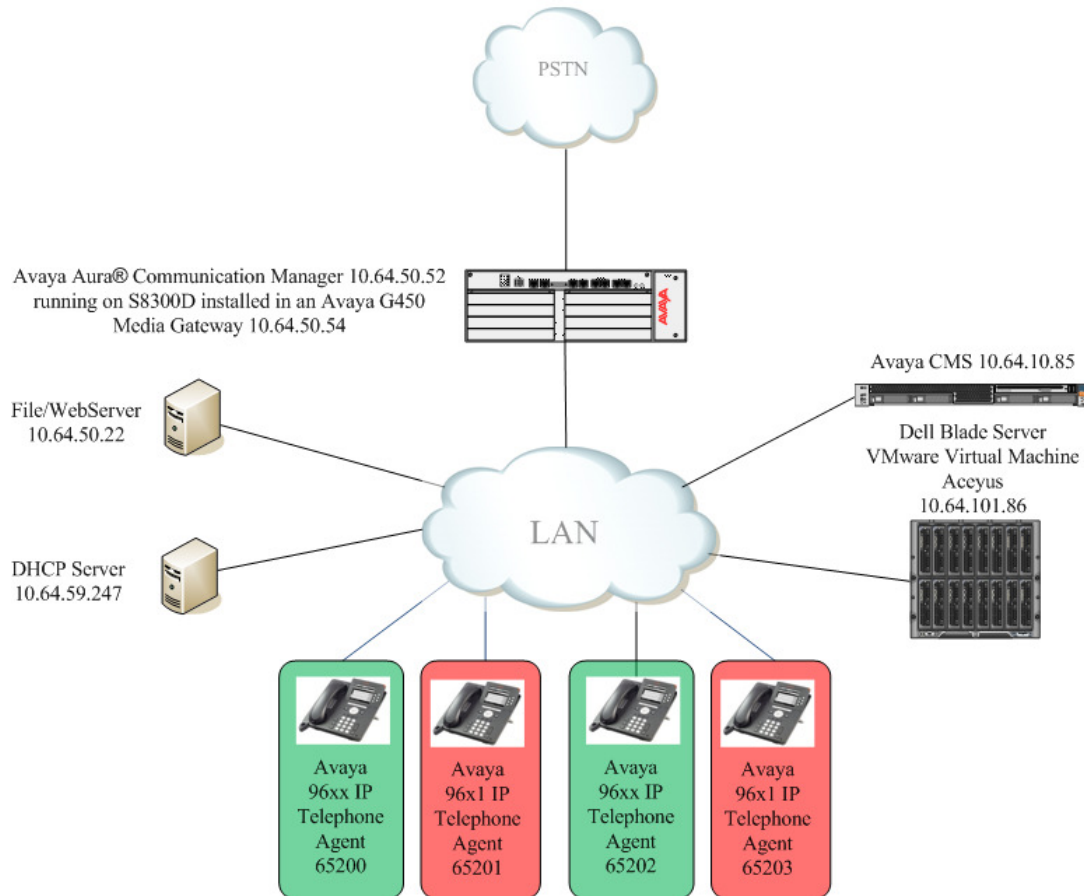 PSTN
Avaya Aura® Communication Manager 10.64.50.52
running on S8300D installed in an Avaya G450
Media Gateway 10.64.50.54
AVAYA
File/WebServer
10.64.50.22
Avaya CMS 10.64.10.85
Dell Blade Server
VMware Virtual Machine
Aceyus
10.64.101.86
LAN
DHCP Server
10.64.59.247
Avaya
96xx IP
Telephone
Agent
65200
Avaya
96x1 IP
Telephone
Agent
65201
Avaya
96xx IP
Telephone
Agent
65202
Avaya
96x1 IP
Telephone
Agent
65203